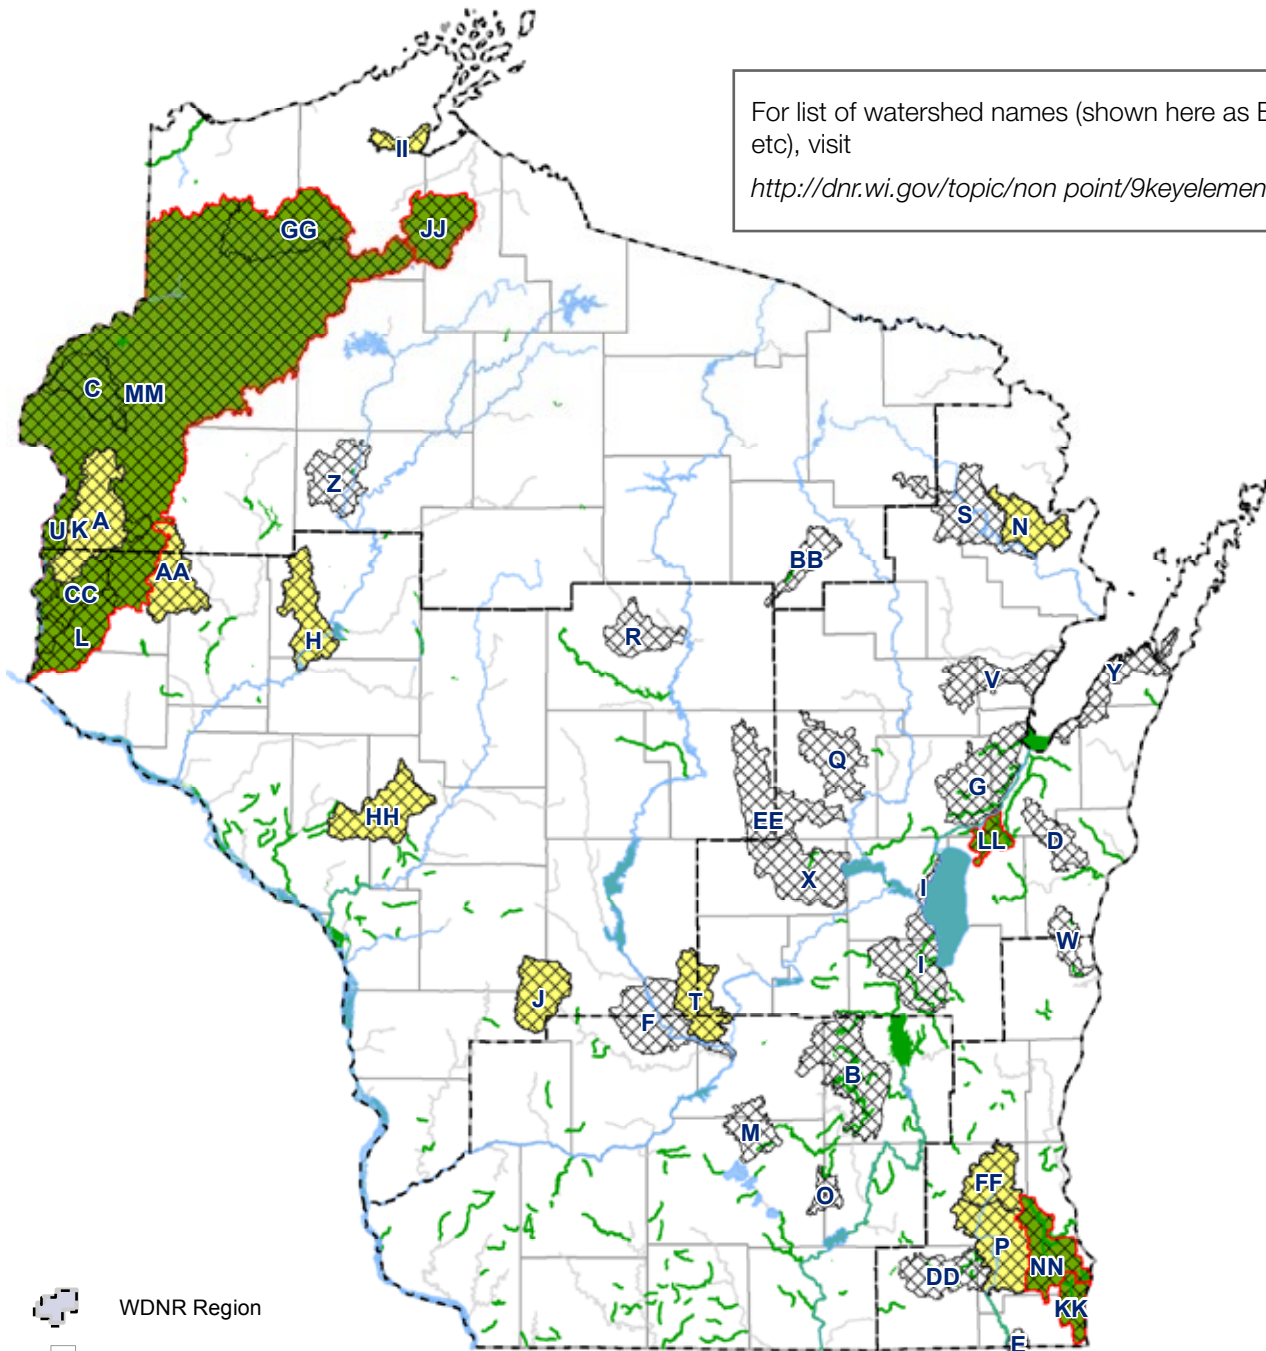 For list of watershed names (shown here as
etc), visit
http://dnr.wi.gov/topic/non point/9keyelemen
II
GG
JJ
C
MM
Z
A
U
K
S
N
BB
AA
CC
R
H
L
V
Y
Q
G
HH
EE
LL
D
X
I
W
I
J
T
F
B
M
O
FF
P
NN
DD
KK
E
WDNR Region